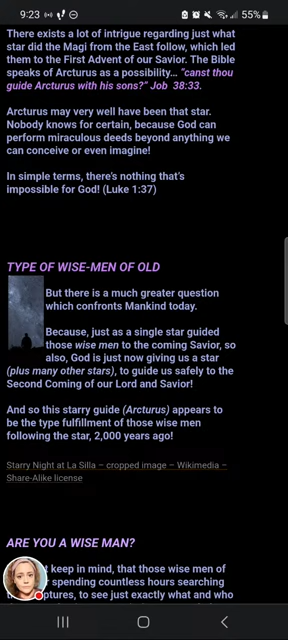 9:23
55%
There exists a lot of intrigue regarding just what
star did the Magi from the East follow, which led
them to the First Advent of our Savior. The Bible
speaks of Arcturus as a possibility… “canst thou
guide Arcturus with his sons?” Job 38:33.
Arcturus may very well have been that star.
Nobody knows for certain, because God can
perform miraculous deeds beyond anything we
can conceive or even imagine!
In simple terms, there’s nothing that’s
impossible for God! (Luke 1:37)
TYPE OF WISE-MEN OF OLD
But there is a much greater question
which confronts Mankind today.
Because, just as a single star guided
those wise men to the coming Savior, so
also, God is just now giving us a star
(plus many other stars), to guide us safely to the
Second Coming of our Lord and Savior!
And so this starry guide (Arcturus) appears to
be the type fulfillment of those wise men
following the star, 2,000 years ago!
Starry Night at La Silla – cropped image – Wikimedia –
Share-Alike license
ARE YOU A WISE MAN?
keep in mind, that those wise men of
spending countless hours searching
to see just exactly what and who